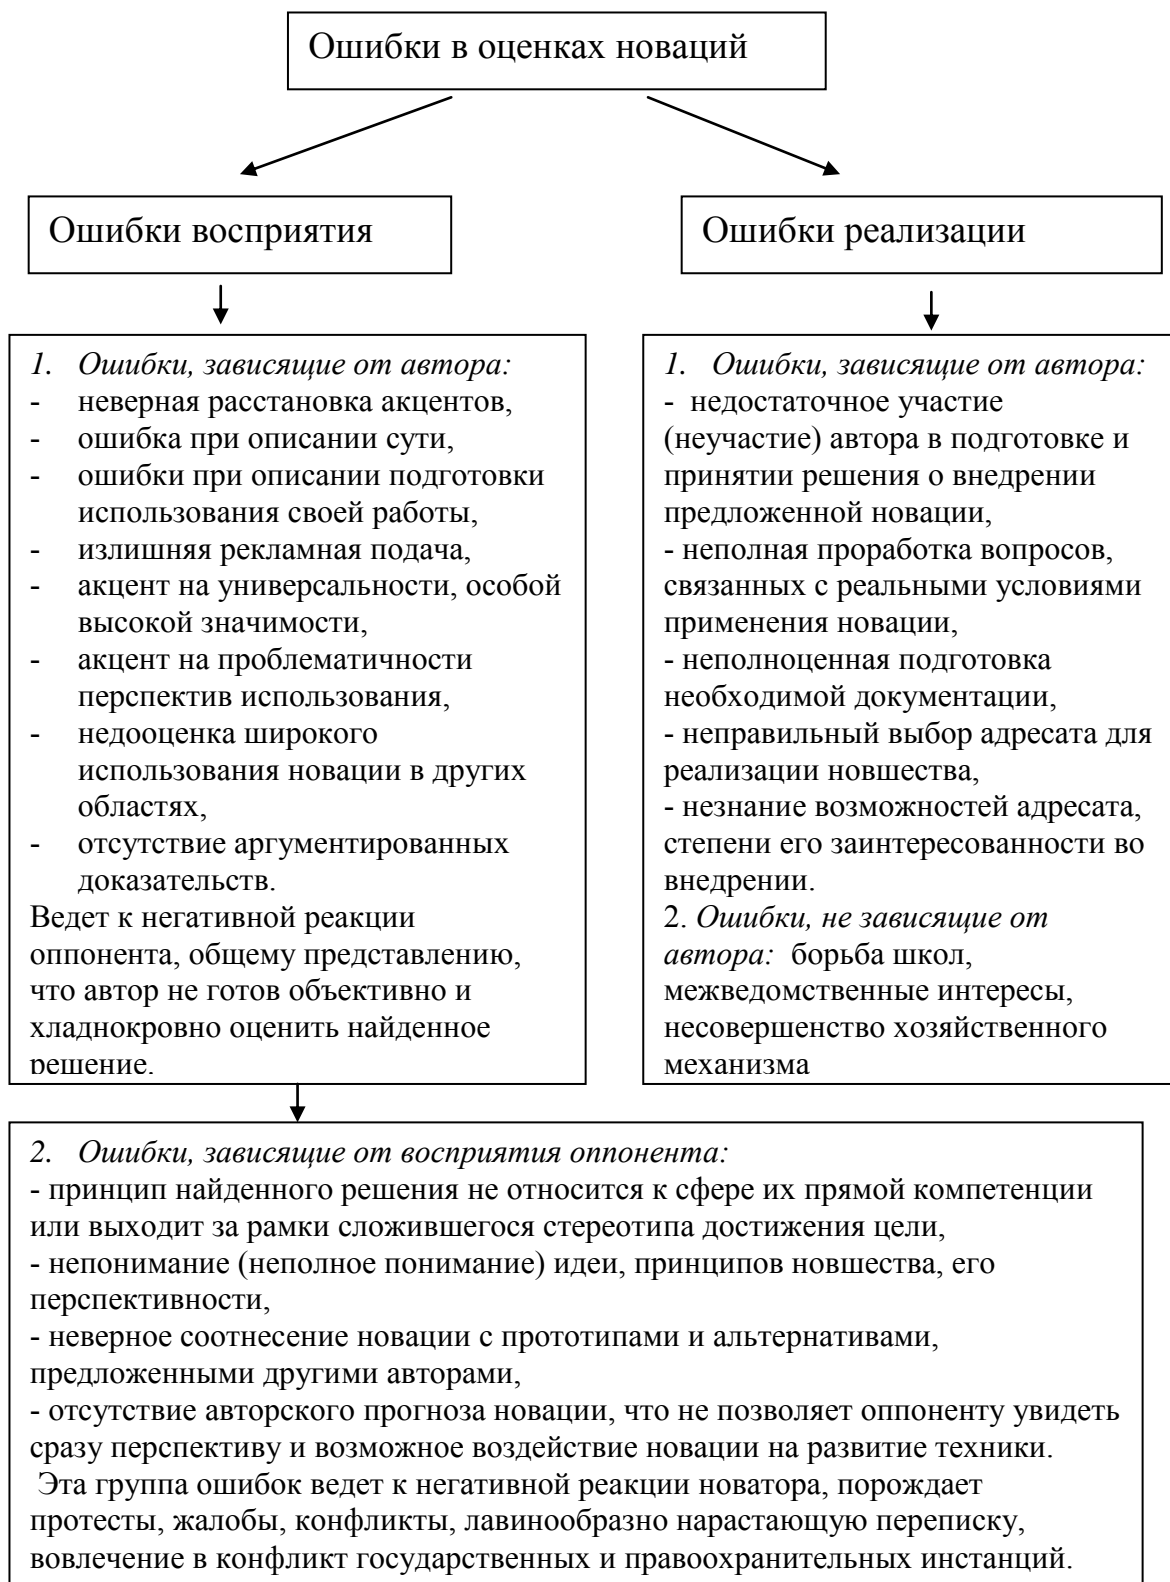 Ошибки в оценках новаций
Ошибки восприятия
Ошибки реализации
1. Ошибки, зависящие от автора:
- неверная расстановка акцентов,
- ошибка при описании сути,
- ошибки при описании подготовки
использования своей работы,
- излишняя рекламная подача,
- акцент на универсальности, особой
высокой значимости,
- акцент на проблематичности
перспектив использования,
- недооценка широкого
использования новации в других
областях,
- отсутствие аргументированных
доказательств.
Ведет к негативной реакции
оппонента, общему представлению,
что автор не готов объективно и
хладнокровно оценить найденное
решение.
1. Ошибки, зависящие от автора:
- недостаточное участие
(неучастие) автора в подготовке и
принятии решения о внедрении
предложенной новации,
- неполная проработка вопросов,
связанных с реальными условиями
применения новации,
- неполноценная подготовка
необходимой документации,
- неправильный выбор адресата для
реализации новшества,
- незнание возможностей адресата,
степени его заинтересованности во
внедрении.
2. Ошибки, не зависящие от
автора: борьба школ,
межведомственные интересы,
несовершенство хозяйственного
механизма
2. Ошибки, зависящие от восприятия оппонента:
- принцип найденного решения не относится к сфере их прямой компетенции
или выходит за рамки сложившегося стереотипа достижения цели,
- непонимание (неполное понимание) идеи, принципов новшества, его
перспективности,
- неверное соотнесение новации с прототипами и альтернативами,
предложенными другими авторами,
- отсутствие авторского прогноза новации, что не позволяет оппоненту увидеть
сразу перспективу и возможное воздействие новации на развитие техники.
Эта группа ошибок ведет к негативной реакции новатора, порождает
протесты, жалобы, конфликты, лавинообразно нарастающую переписку,
вовлечение в конфликт государственных и правоохранительных инстанций.